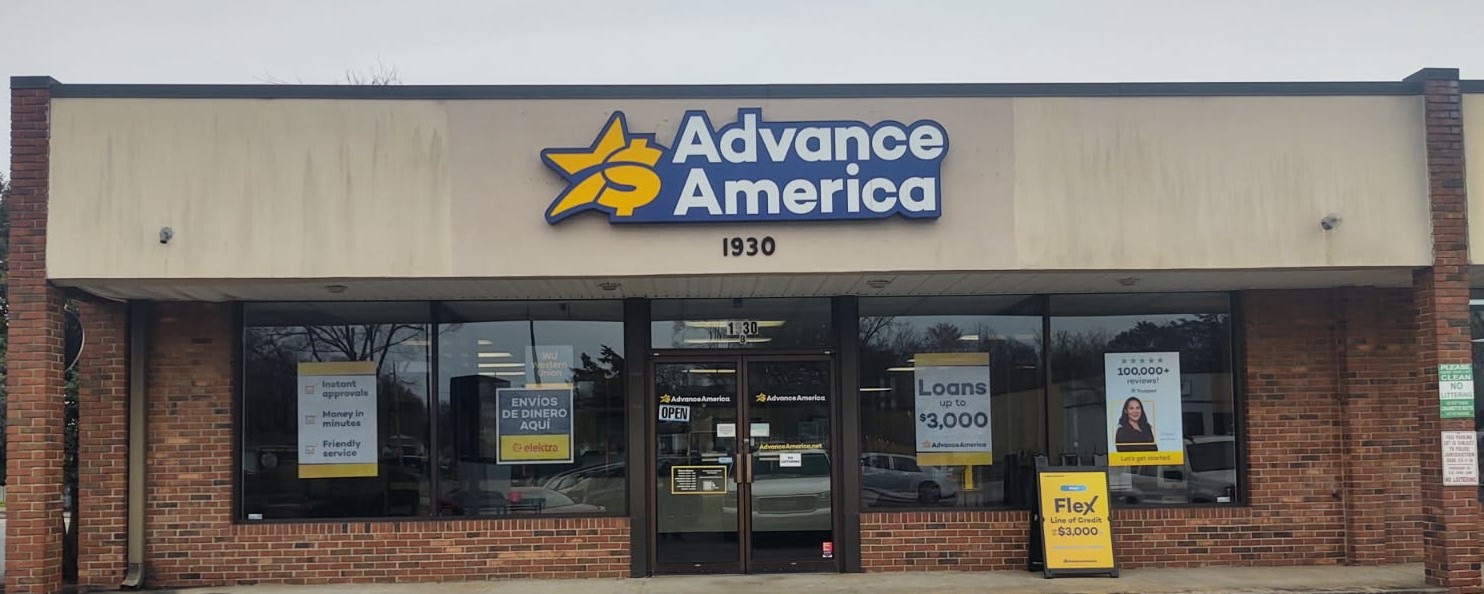 Advance
America
1930
1930
Instant
approvals
Money in
minutes
Friendly
service
WU
Western
Union
ENVÍOS
DE DINERO
AQUÍ
elektra
AdvanceAmerica
AdvanceAmerica
OPEN
AdvanceAmerica.net
Loans
up to
$3,000
AdvanceAmerica
100,000+
reviews!
Let's get started
Flex
Line of Credit
$3,000
PLEASE
CLEAN
NO
LITTERING
NO LOITERING